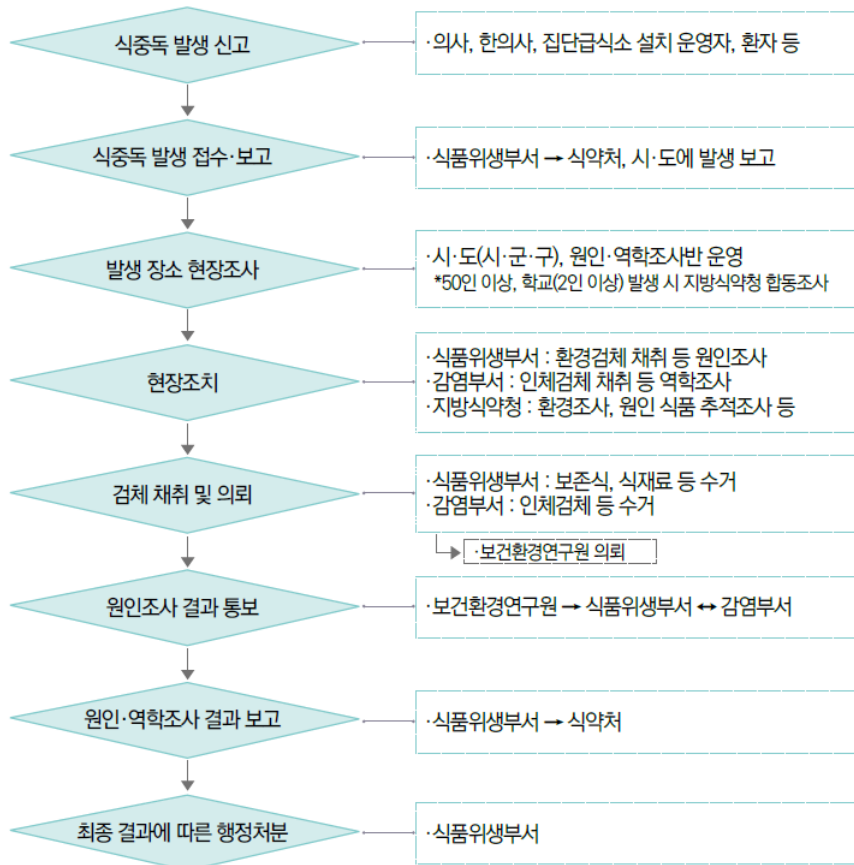 식중독 발생 신고
·의사, 한의사, 집단급식소 설치 운영자, 환자 등
식중독 발생 접수·보고
·식품위생부서 → 식약처, 시·도에 발생 보고
발생 장소 현장조사
·시·도(시·군·구), 원인·역학조사반 운영
*50인 이상, 학교(2인 이상) 발생 시 지방식약청 합동조사
현장조치
·식품위생부서 : 환경검체 채취 등 원인조사
·감염부서 : 인체검체 채취 등 역학조사
·지방식약청 : 환경조사, 원인 식품 추적조사 등
검체 채취 및 의뢰
·식품위생부서 : 보존식, 식재료 등 수거
·감염부서 : 인체검체 등 수거
·보건환경연구원 의뢰
원인조사 결과 통보
·보건환경연구원 → 식품위생부서 ↔ 감염부서
원인·역학조사 결과 보고
·식품위생부서 → 식약처
최종 결과에 따른 행정처분
·식품위생부서